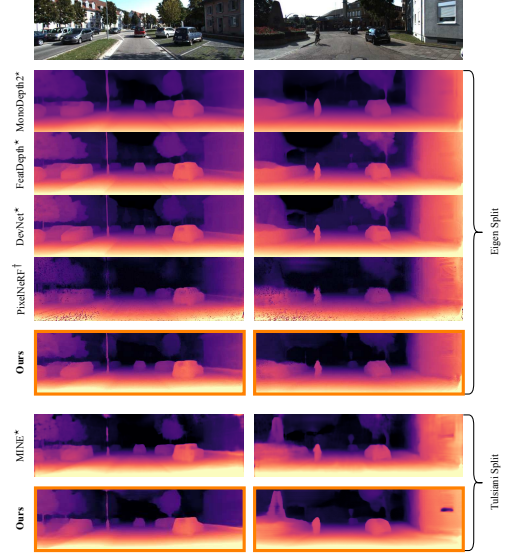 MonoDepth2*
FeatDepth*
DevNet*
PixelNeRF†
Ours
Eigen Split
MINE*
Ours
Tulsiani Split